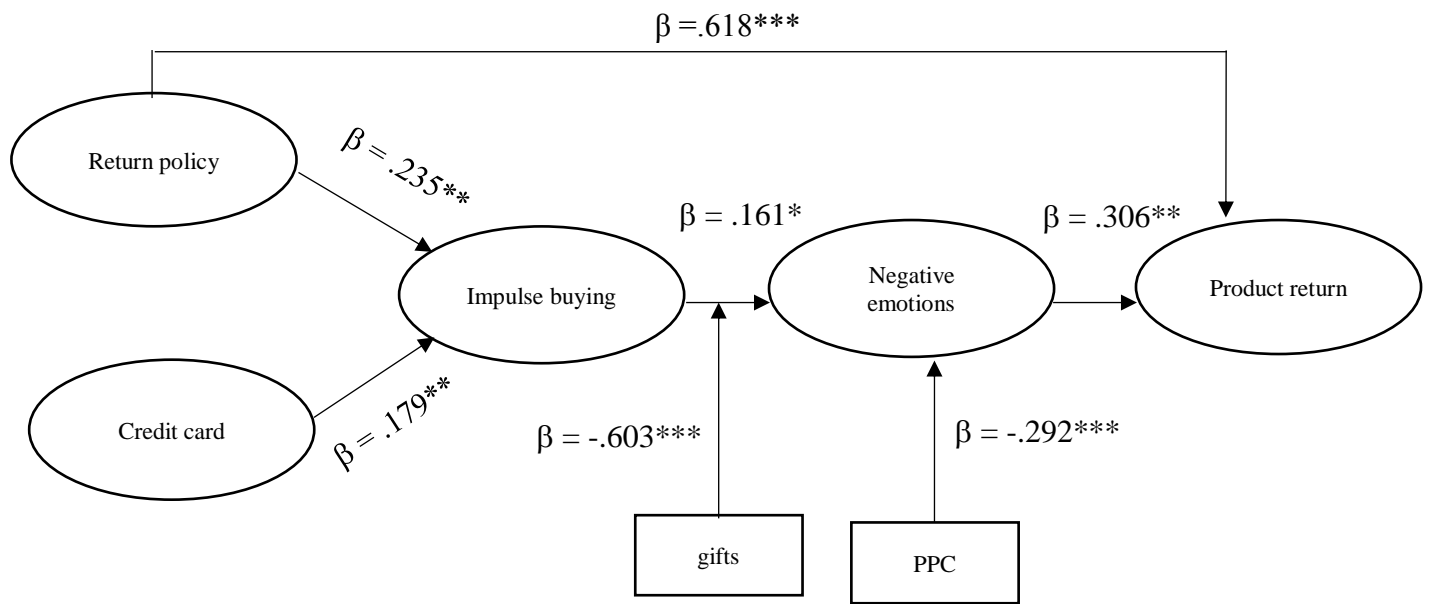 β =.618***
Return policy
β = .235**
β = .161*
β = .306**
Impulse buying
Negative
emotions
Product return
Credit card
β = .179**
β = -.603***
β = -.292***
gifts
PPC